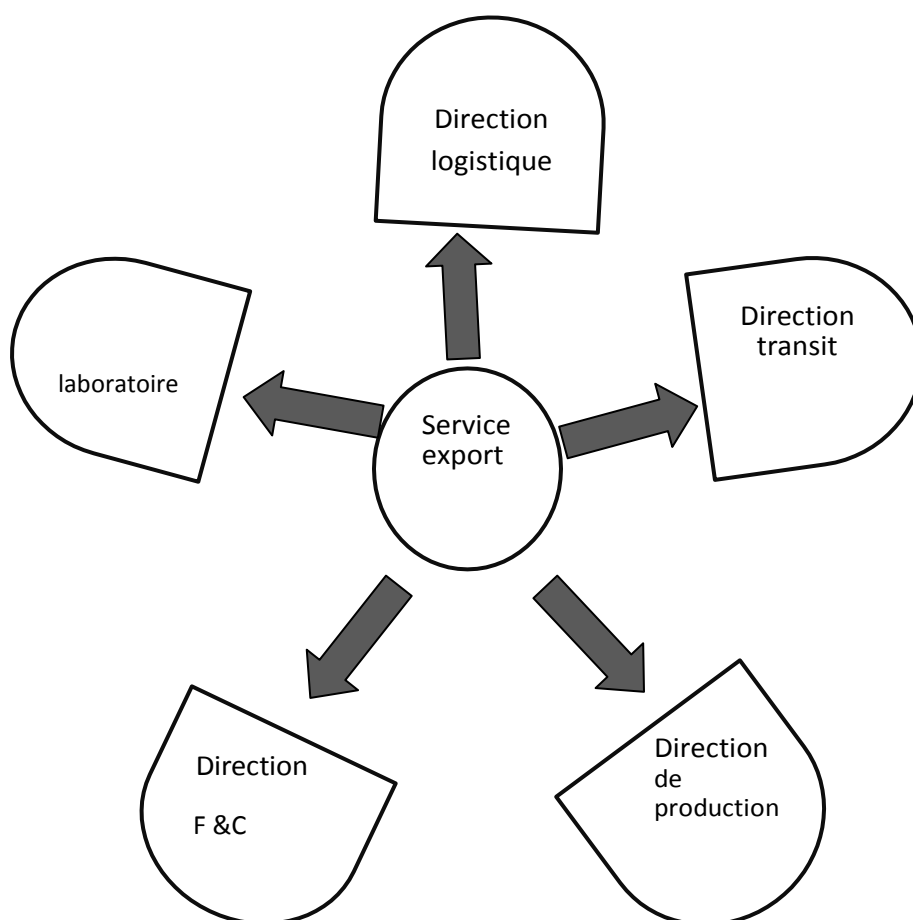 Direction
logistique
Direction
transit
laboratoire
Service
export
Direction
F &C
Direction
de
production